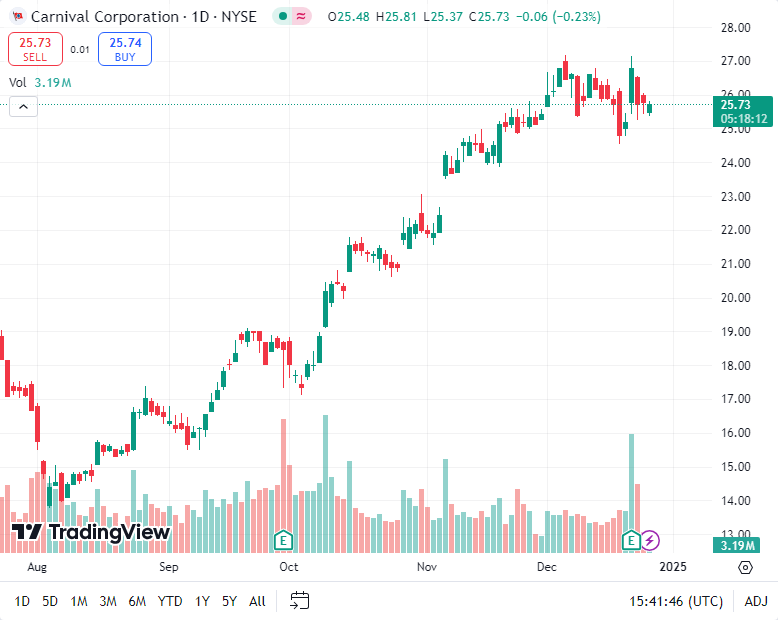 Carnival Corporation · 1D · NYSE ≈ O25.48 H25.81 L25.37 C25.73 −0.06 (−0.23%)
25.73 0.01 25.74
SELL BUY
Vol 3.19M
28.00
27.00
26.00
25.73
05:18:12
25.00
24.00
23.00
22.00
21.00
20.00
19.00
18.00
17.00
16.00
15.00
14.00
13.00
3.19M
TradingView
E E
Aug Sep Oct Nov Dec 2025
1D 5D 1M 3M 6M YTD 1Y 5Y All 15:41:46 (UTC) ADJ